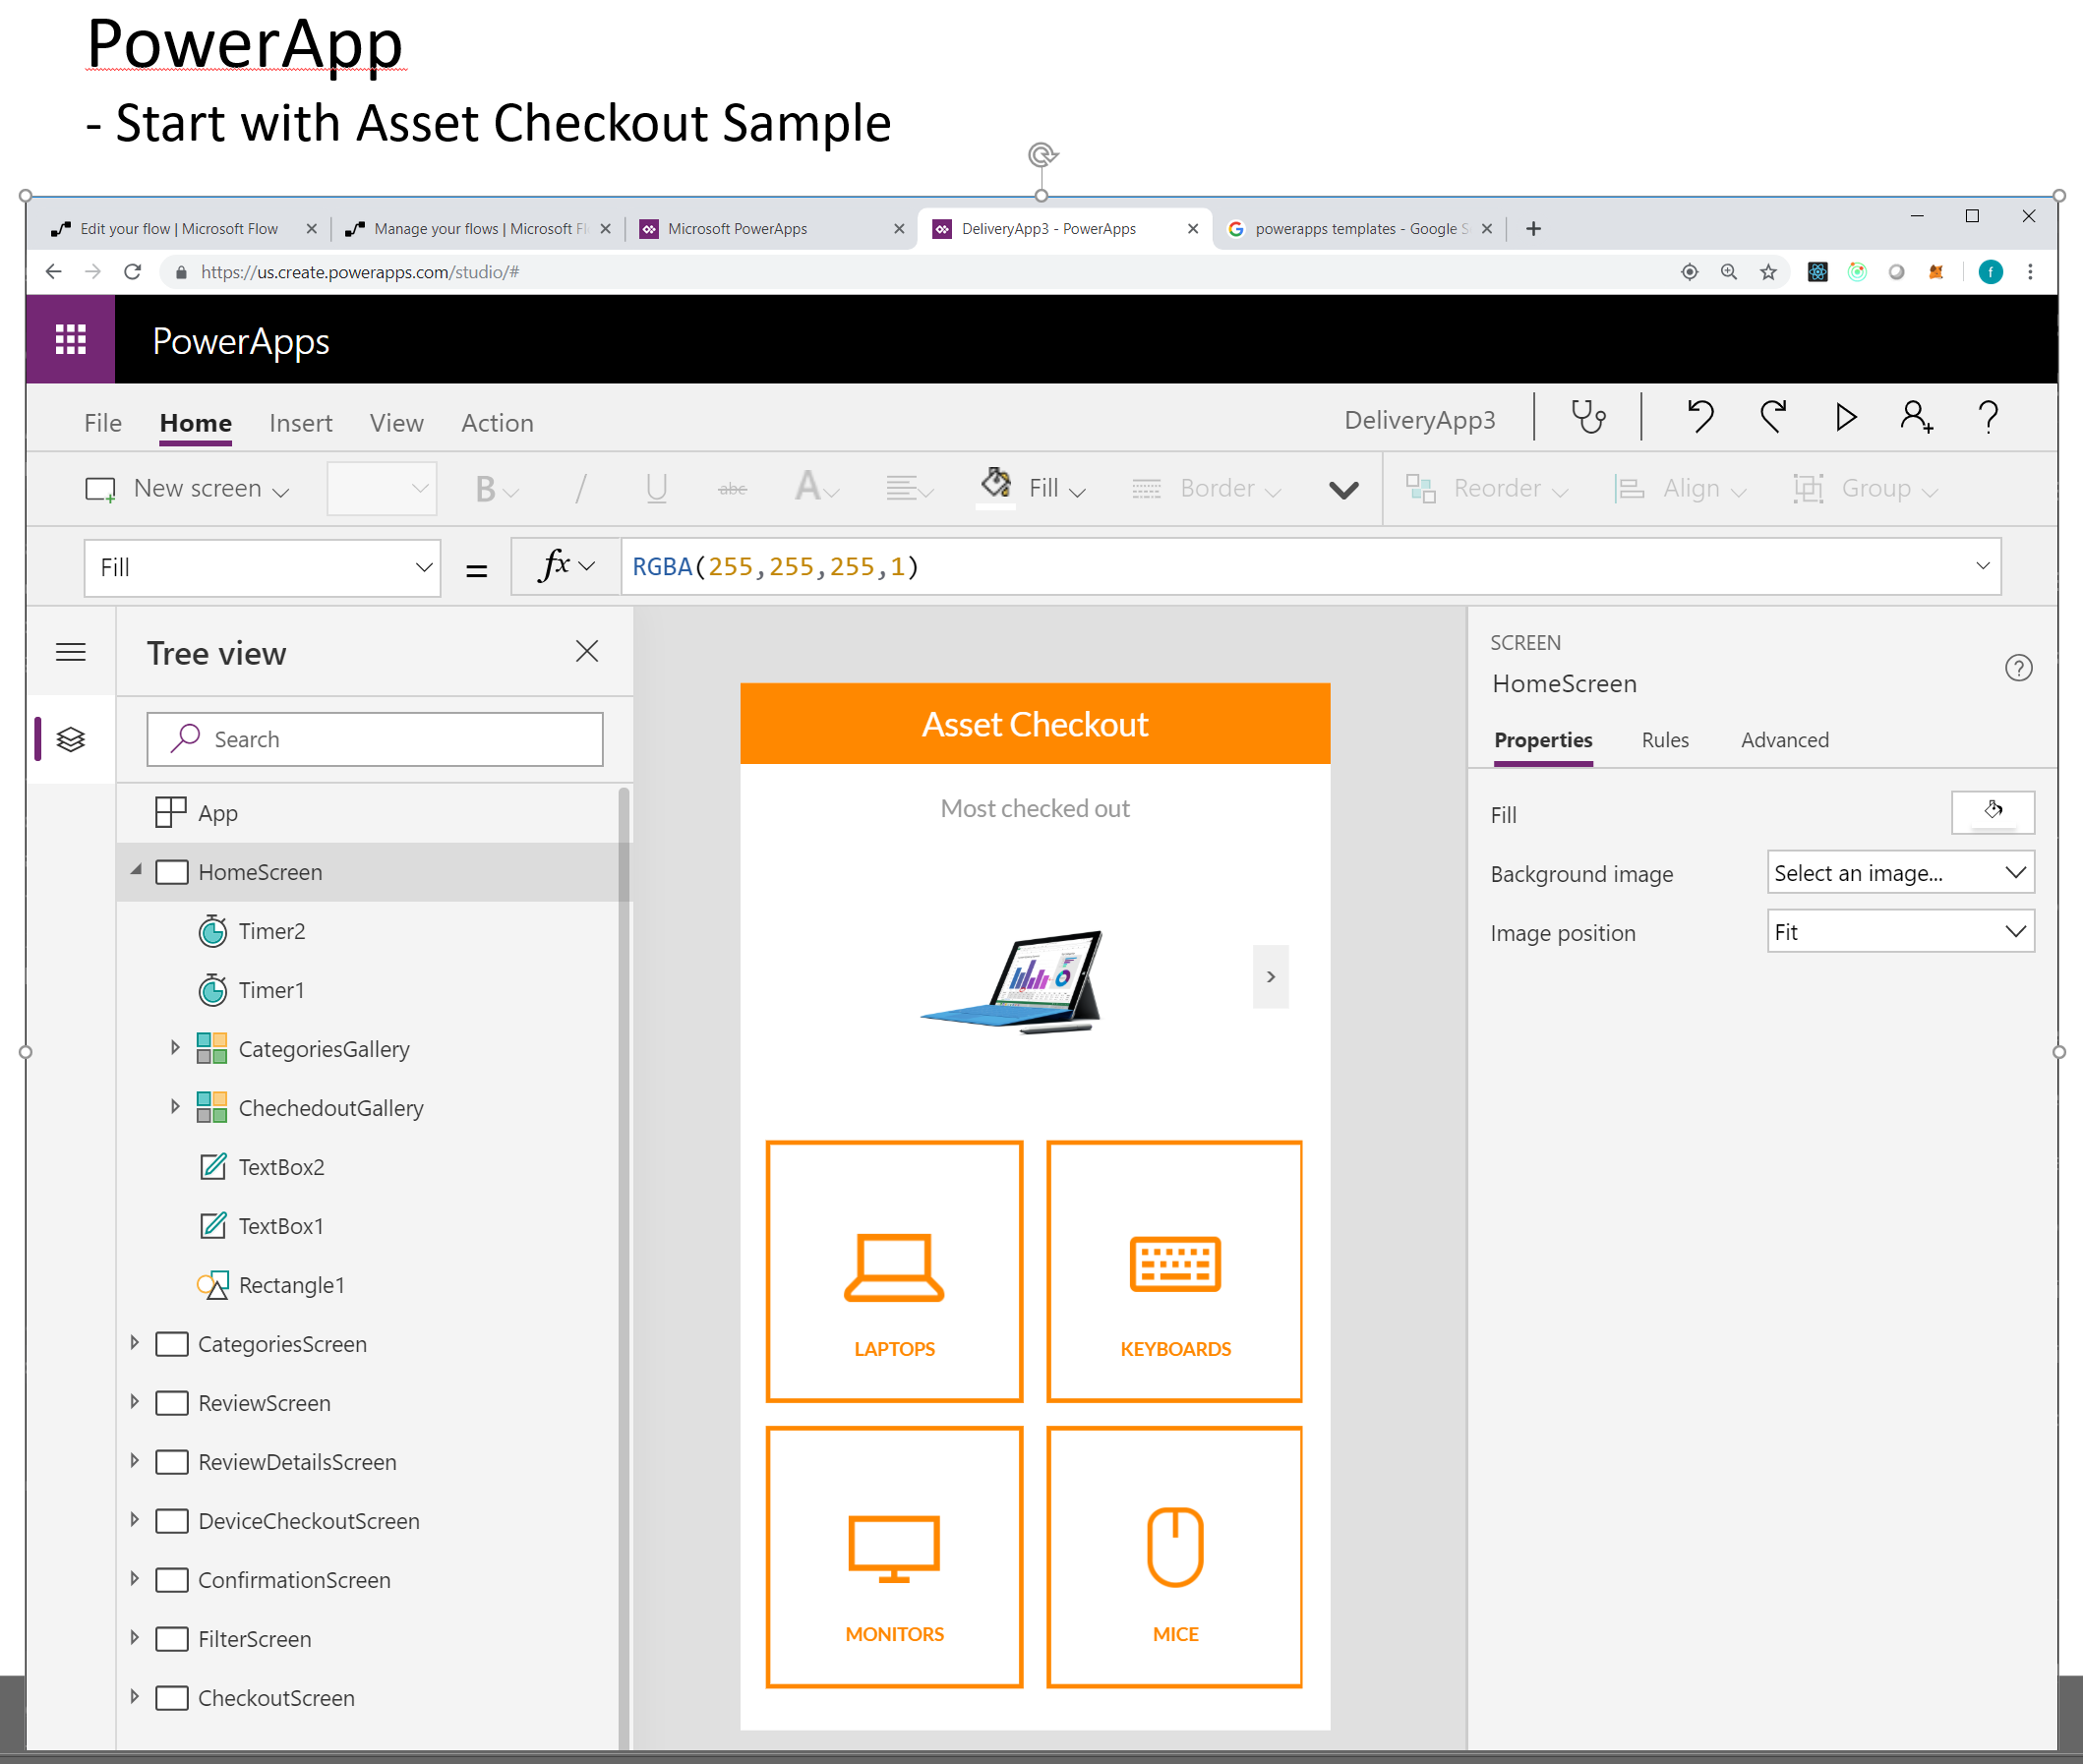 PowerApp
- Start with Asset Checkout Sample
Edit your flow | Microsoft Flow
Manage your flows | Microsoft Fl
Microsoft PowerApps
DeliveryApp3 - PowerApps
powerapps templates - Google S
https://us.create.powerapps.com/studio/#
f
PowerApps
File Home Insert View Action
DeliveryApp3
New screen
B / U abc A
Fill
Border
Reorder
Align
Group
Fill
=
fx
RGBA(255,255,255,1)
Tree view
Search
App
HomeScreen
Timer2
Timer1
CategoriesGallery
ChechedoutGallery
TextBox2
TextBox1
Rectangle1
CategoriesScreen
ReviewScreen
ReviewDetailsScreen
DeviceCheckoutScreen
ConfirmationScreen
FilterScreen
CheckoutScreen
Asset Checkout
Most checked out
LAPTOPS
KEYBOARDS
MONITORS
MICE
SCREEN
HomeScreen
Properties Rules Advanced
Fill
Background image
Select an image...
Image position
Fit